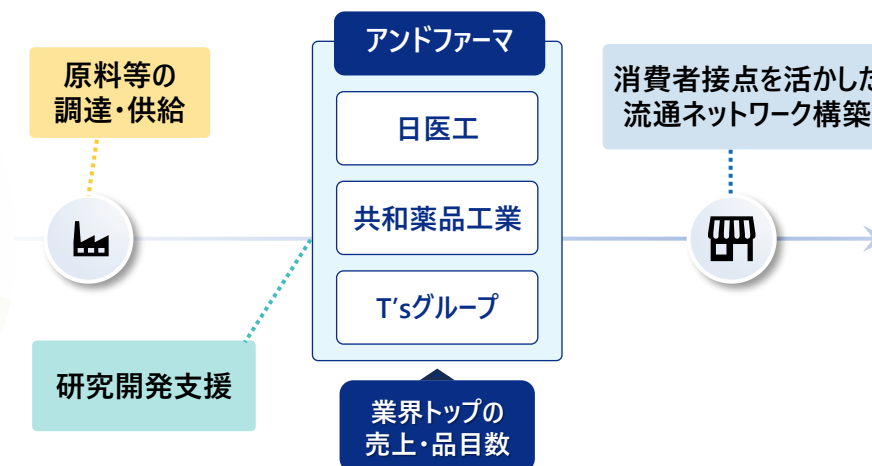 アンドファーマ
原料等の
調達・供給
日医工
共和薬品工業
T'sグループ
研究開発支援
業界トップの
売上・品目数
消費者接点を活かした
流通ネットワーク構築